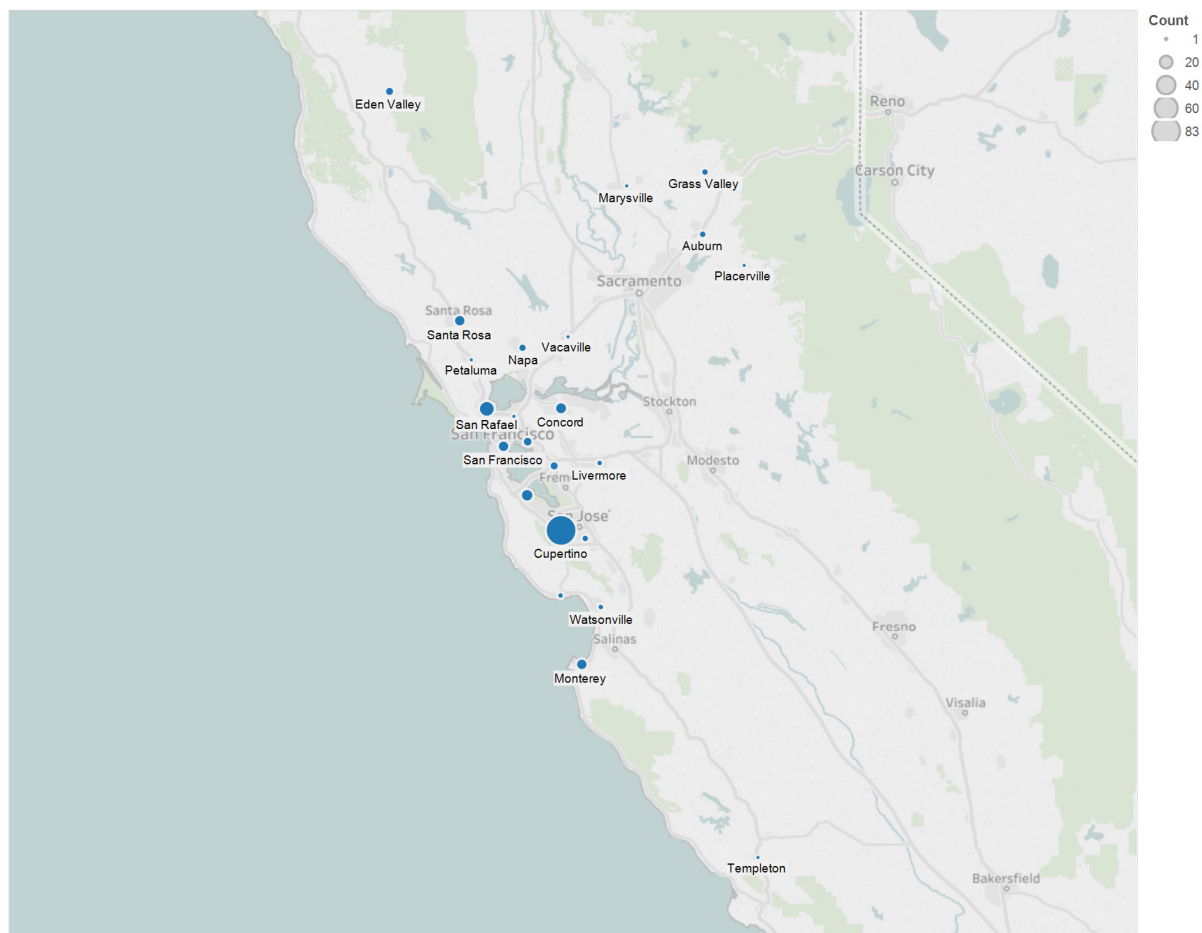 Count
1
20
40
60
83
Eden Valley
Reno
Carson City
Marysville
Grass Valley
Auburn
Placerville
Sacramento
Santa Rosa
Santa Rosa
Vacaville
Napa
Petaluma
Stockton
San Rafael
Concord
San Francisco
San Francisco
Modesto
Livermore
Frem
San José
Cupertino
Watsonville
Salinas
Fresno
Monterey
Visalia
Templeton
Bakersfield